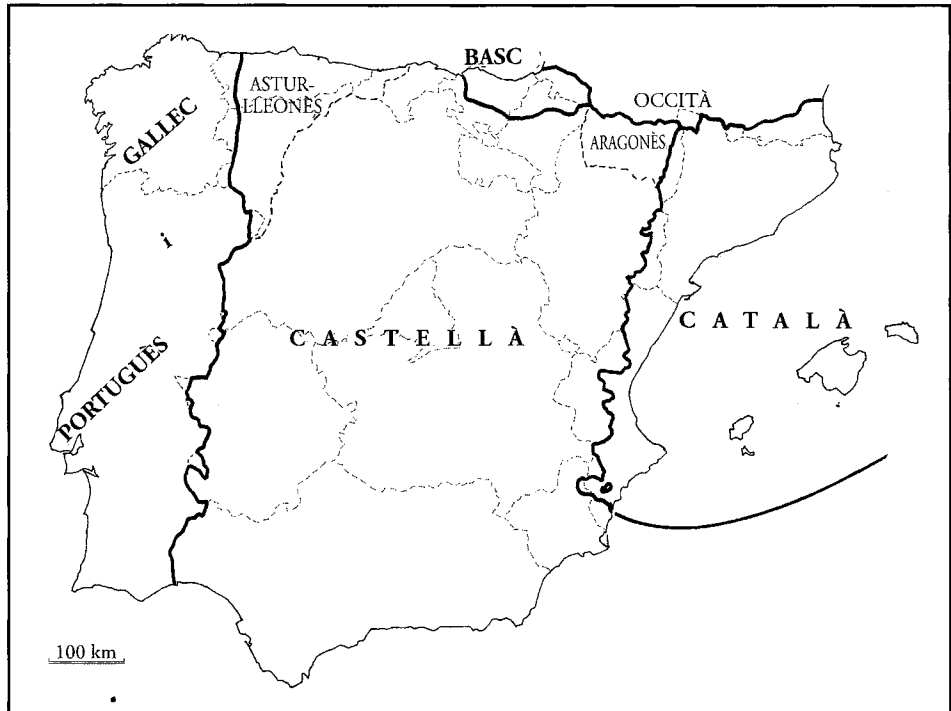 BASC
ASTUR-
LLEONÈS
OCCITÀ
GALLEC
ARAGONÈS
i
CASTELLÀ
CATALÀ
PORTUGUÈS
100 km